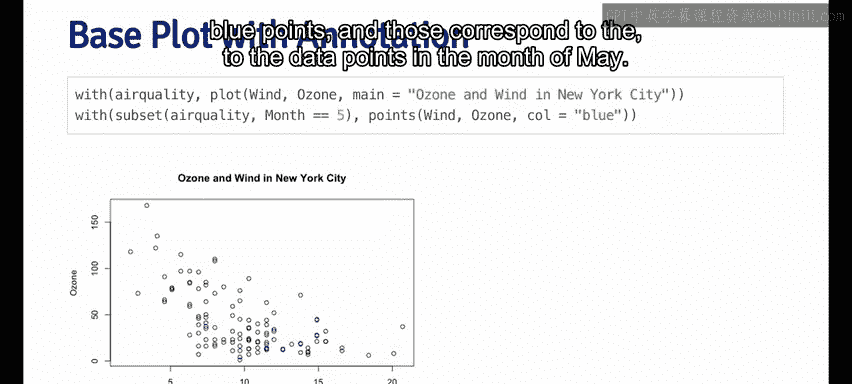 Base Plot with Annotation
blue points, and those correspond to the,
to the data points in the month of May.
with(airquality, plot(Wind, Ozone, main = "Ozone and Wind in New York City"))
with(subset(airquality, Month == 5), points(Wind, Ozone, col = "blue"))
Ozone and Wind in New York City
Ozone
150
100
50
0
5
10
15
20